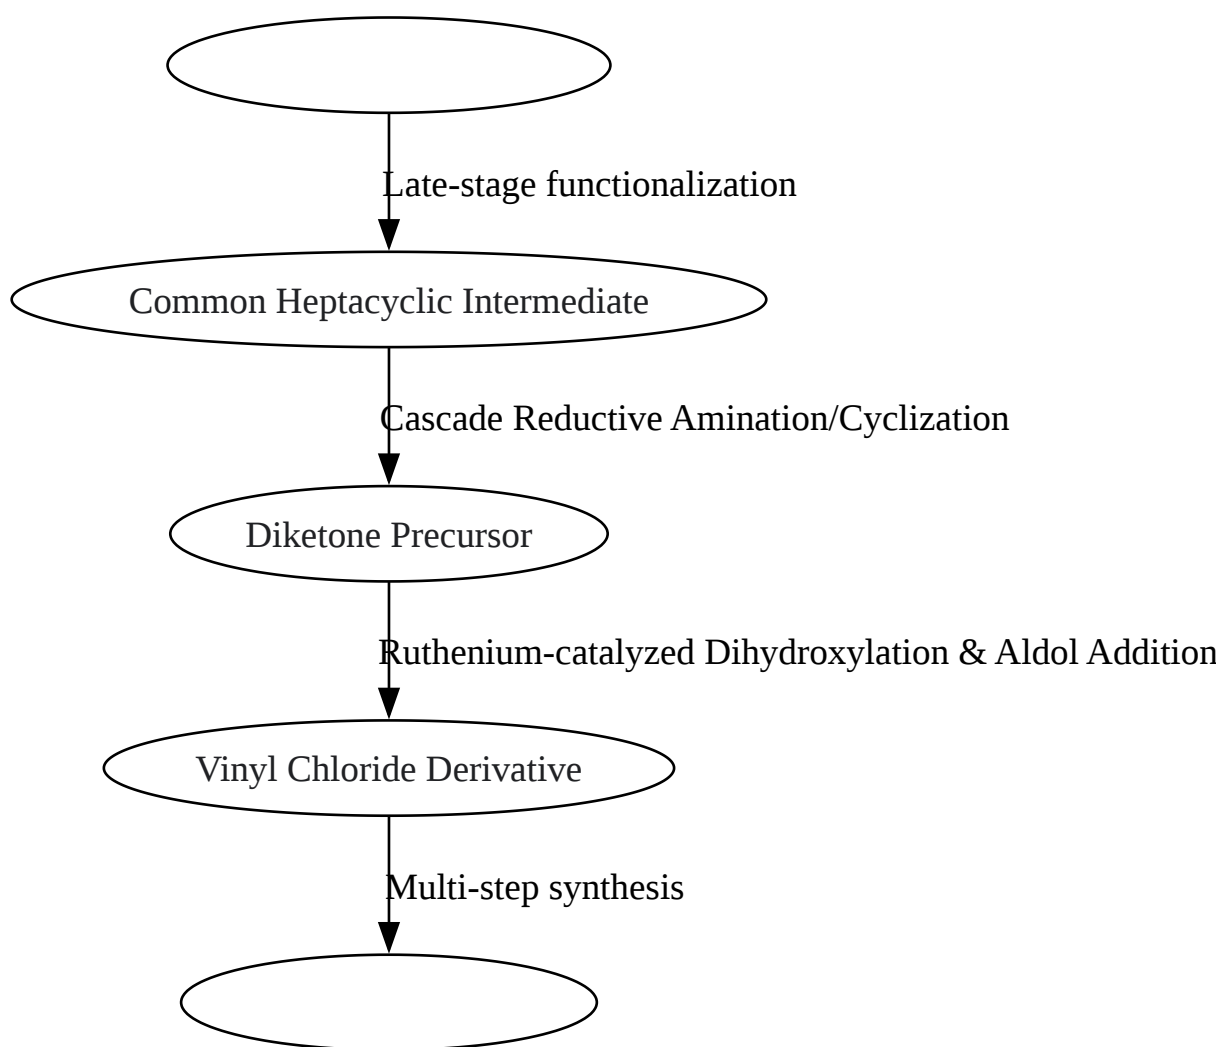 Late-stage functionalization
Common Heptacyclic Intermediate
Cascade Reductive Amination/Cyclization
Diketone Precursor
Ruthenium-catalyzed Dihydroxylation & Aldol Addition
Vinyl Chloride Derivative
Multi-step synthesis